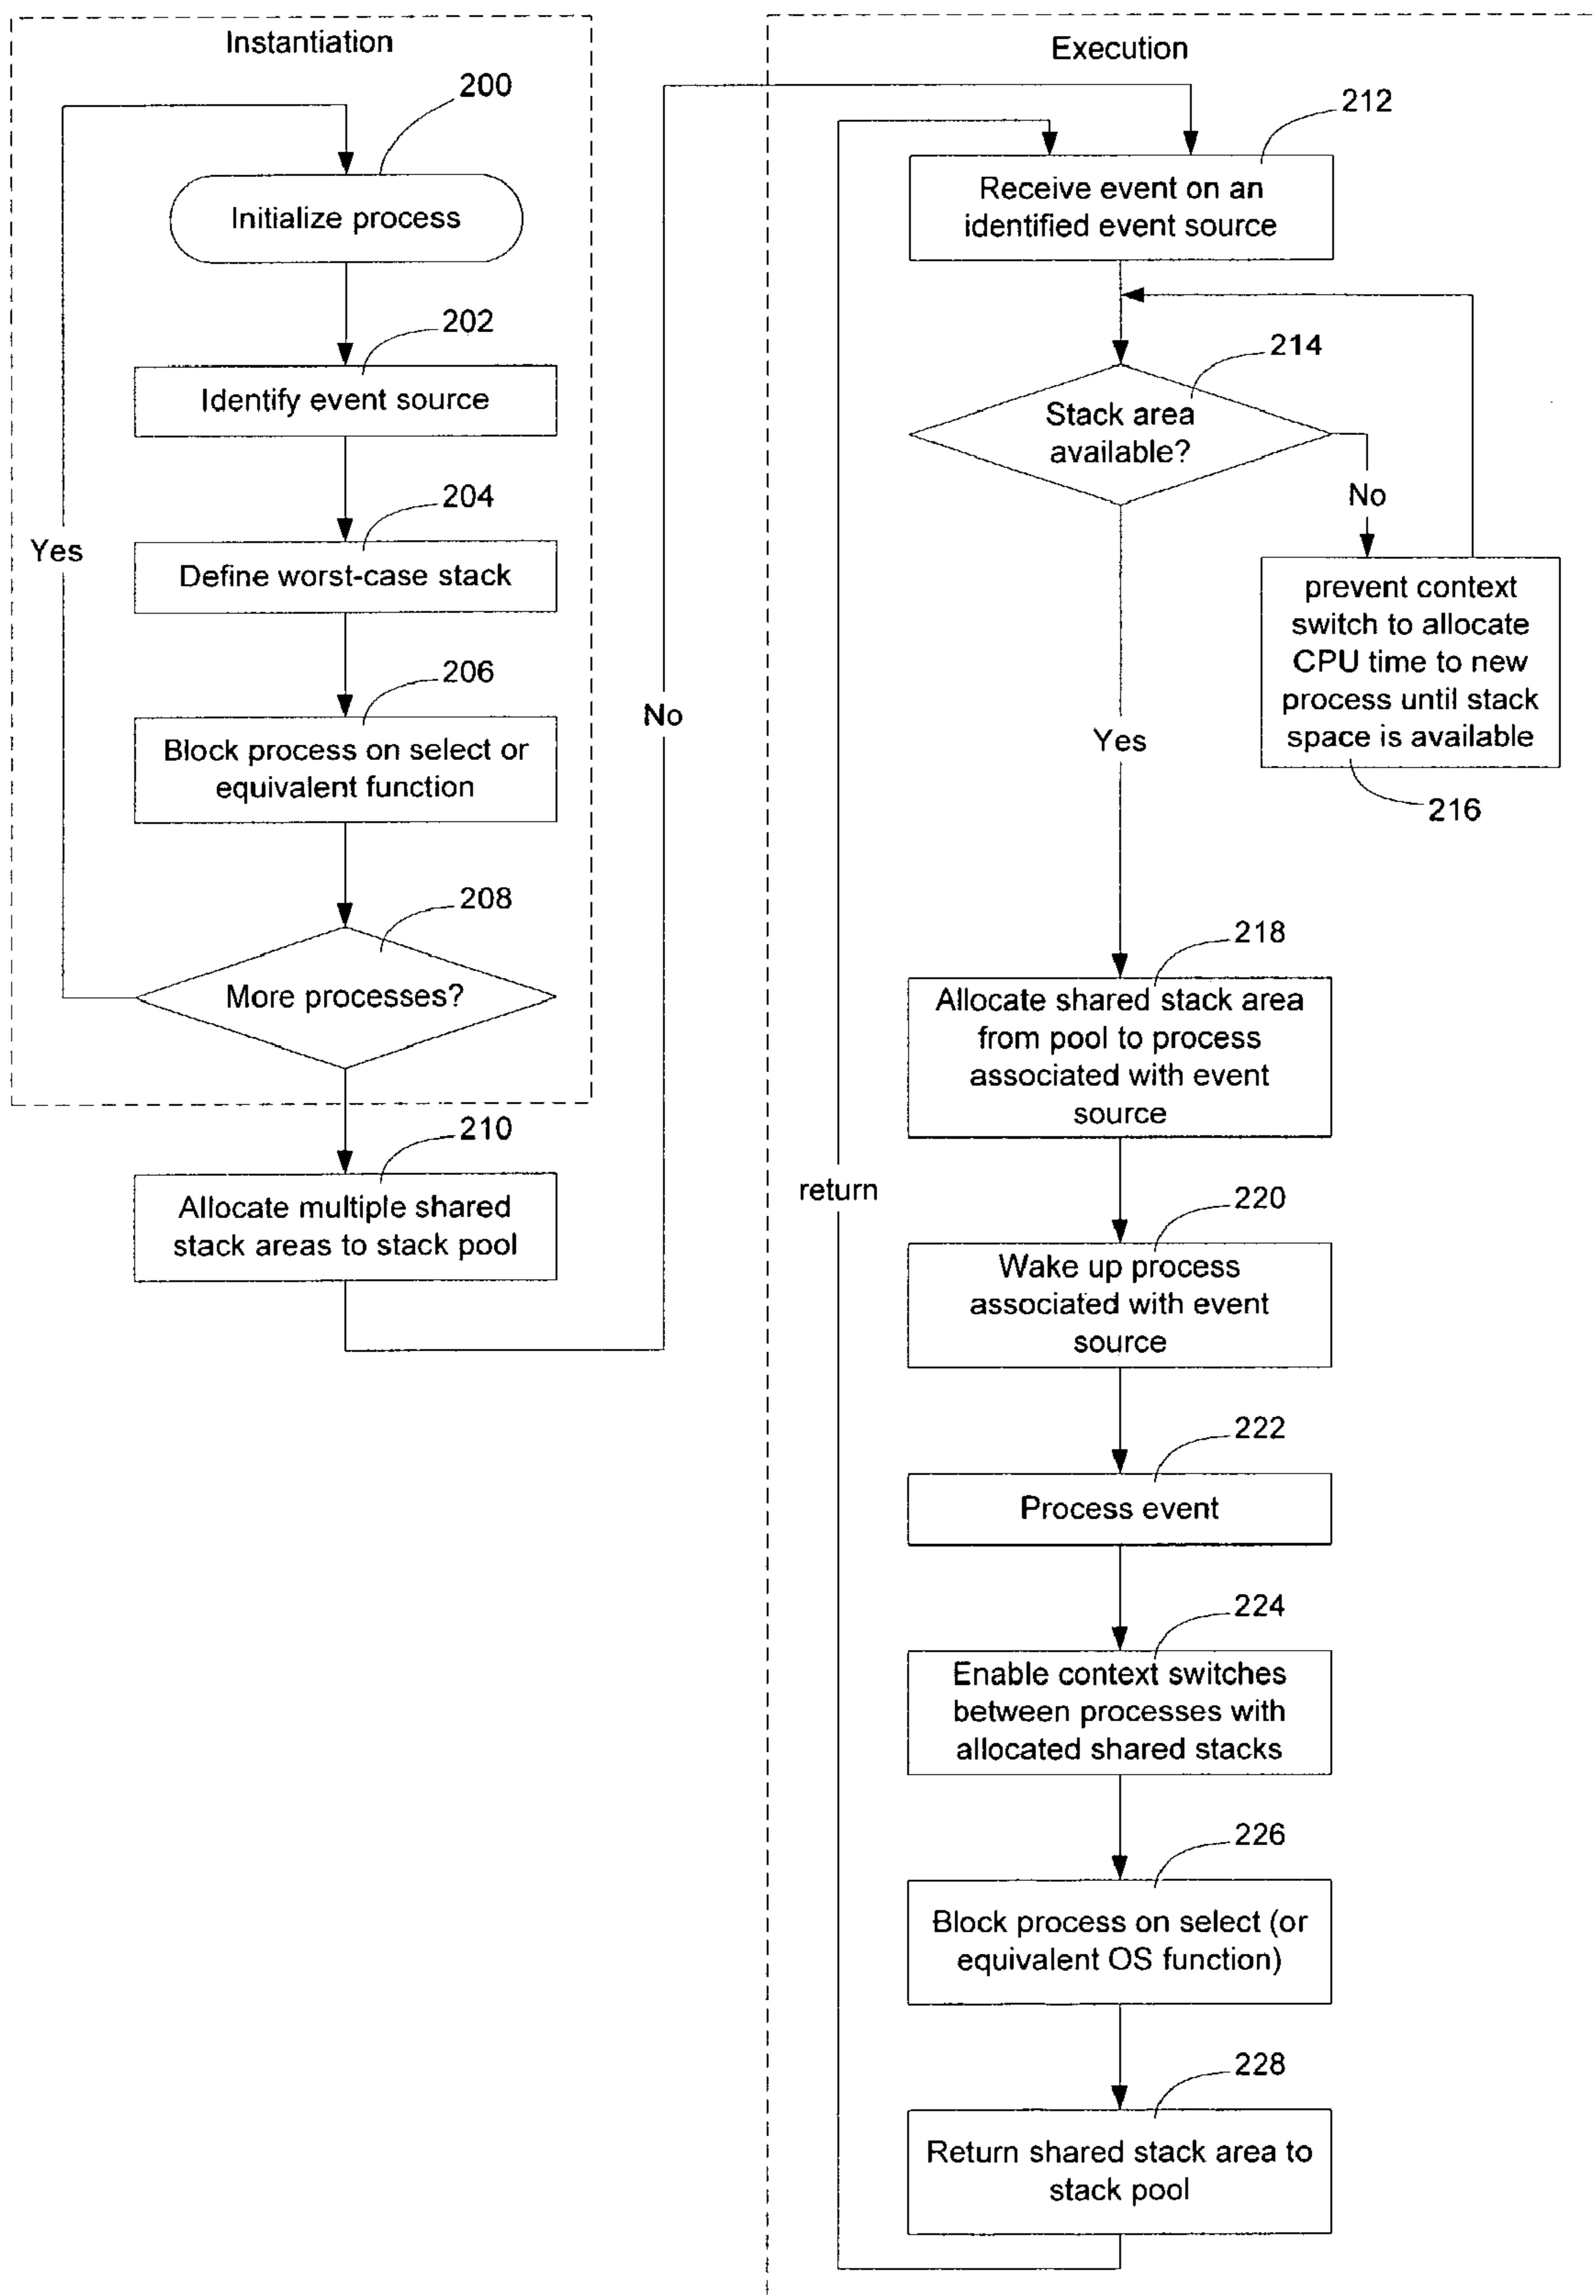 Instantiation
200
Initialize process
202
Identify event source
204
Define worst-case stack
Yes
206
Block process on select or
equivalent function
208
More processes?
210
Allocate multiple shared
stack areas to stack pool
No
Execution
212
Receive event on an
identified event source
214
Stack area
available?
No
prevent context
switch to allocate
CPU time to new
process until stack
space is available
216
Yes
218
Allocate shared stack area
from pool to process
associated with event
source
return
220
Wake up process
associated with event
source
222
Process event
224
Enable context switches
between processes with
allocated shared stacks
226
Block process on select (or
equivalent OS function)
228
Return shared stack area to
stack pool